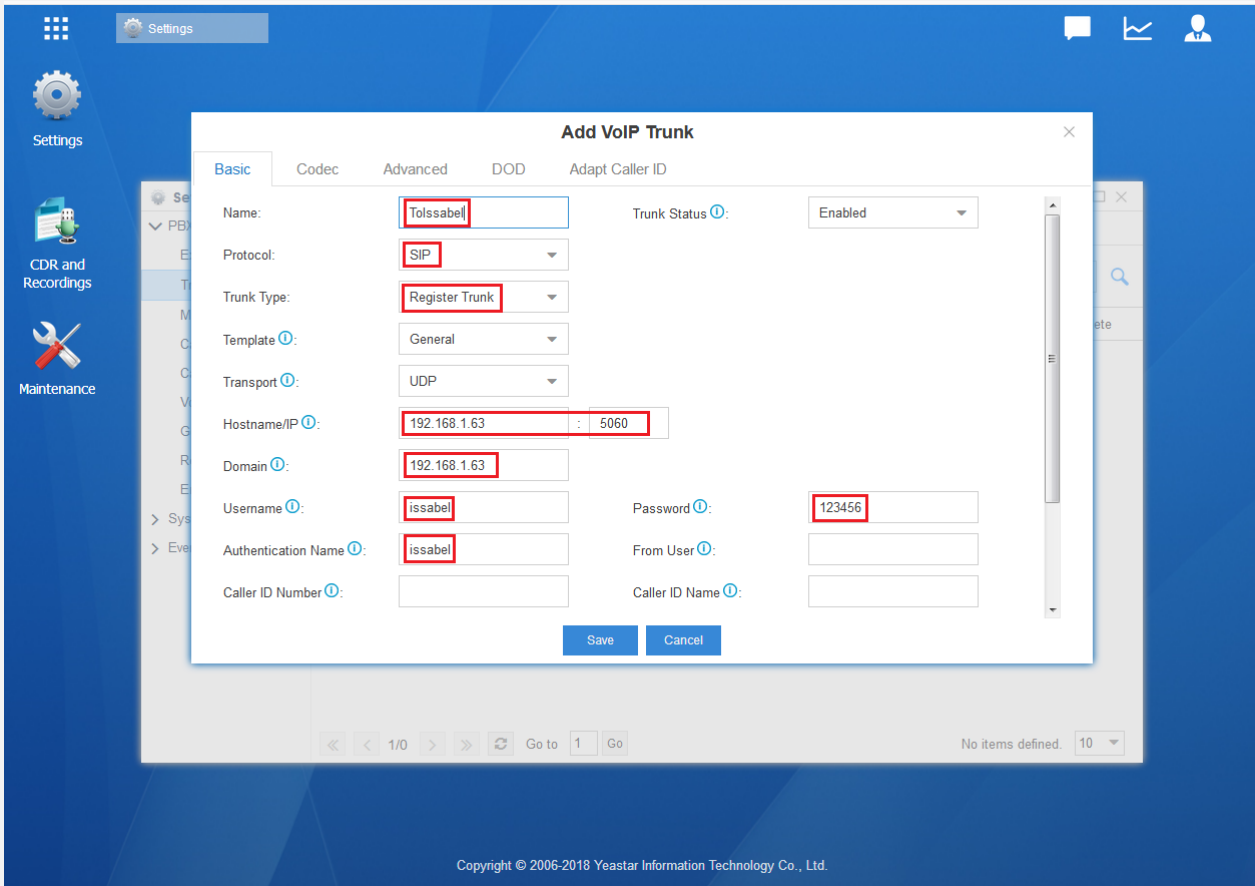 Settings
Settings
CDR and
Recordings
Maintenance
Add VoIP Trunk
Basic Codec Advanced DOD Adapt Caller ID
Name: ToIssabel Trunk Status: Enabled
Protocol: SIP
Trunk Type: Register Trunk
Template: General
Transport: UDP
Hostname/IP: 192.168.1.63 : 5060
Domain: 192.168.1.63
Username: issabel Password: 123456
Authentication Name: issabel From User:
Caller ID Number: Caller ID Name:
Save Cancel
Se
PBX
E
Tr
M
C
C
Vo
G
R
E
Sys
Eve
ete
1/0 Go to 1 Go No items defined. 10
Copyright © 2006-2018 Yeastar Information Technology Co., Ltd.